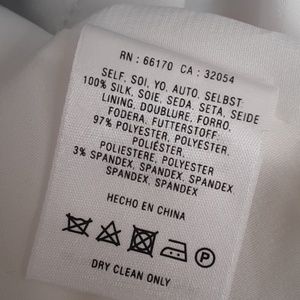 RN : 66170 CA : 32054
SELF, SOI, YO, AUTO, SELBST
100% SILK, SOIE, SEDA, SETA, SEIDE
LINING, DOUBLURE, FORRO,
FODERA, FUTTERSTOFF:
97% POLYESTER, POLYESTER,
POLIÉSTER,
POLIESTERE, POLYESTER
3% SPANDEX, SPANDEX, SPANDEX
SPANDEX, SPANDEX
HECHO EN CHINA
P
DRY CLEAN ONLY